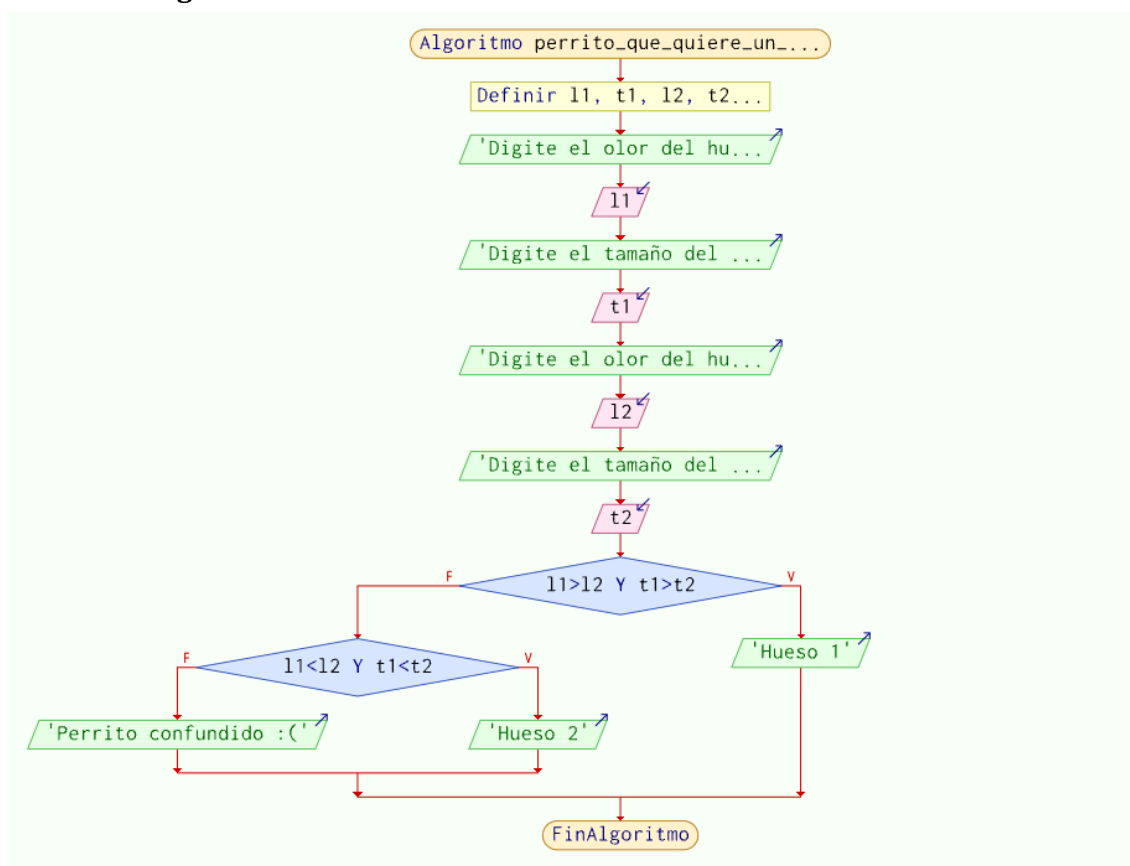 Algoritmo perrito_que_quiere_un_...
Definir l1, t1, l2, t2...
'Digite el olor del hu...
l1
'Digite el tamaño del ...
t1
'Digite el olor del hu...
l2
'Digite el tamaño del ...
t2
F
l1>l2 Y t1>t2
V
'Hueso 1'
F
l1<l2 Y t1<t2
V
'Perrito confundido :('
'Hueso 2'
FinAlgoritmo